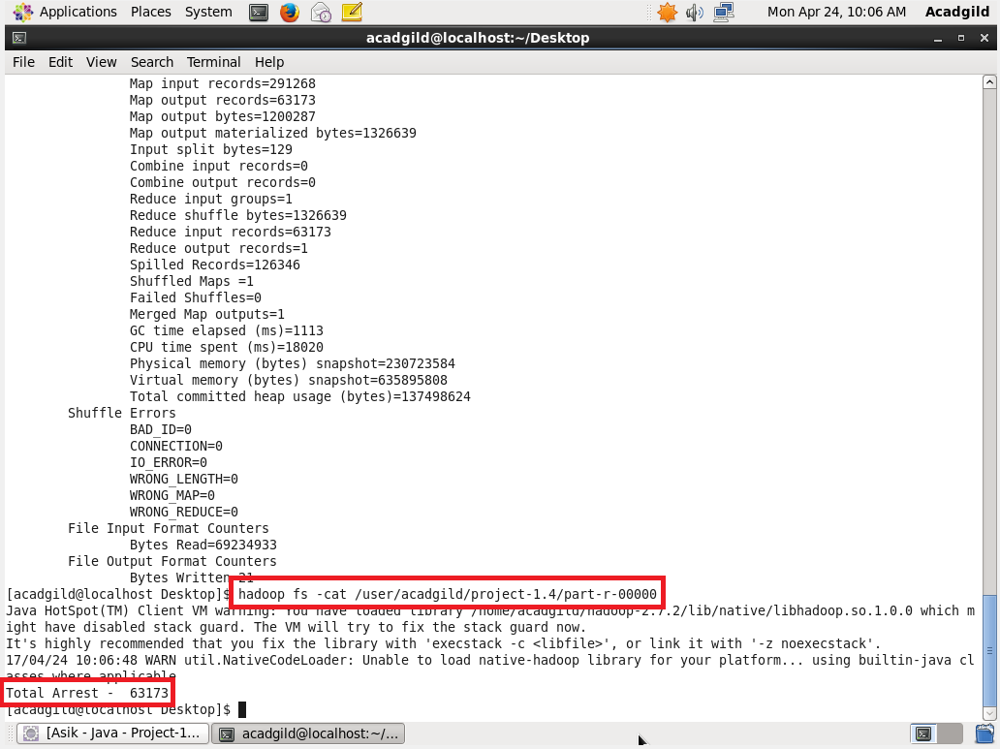 Applications Places System Mon Apr 24, 10:06 AM Acadgild
acadgild@localhost:~/Desktop
File Edit View Search Terminal Help
Map input records=291268
Map output records=63173
Map output bytes=1200287
Map output materialized bytes=1326639
Input split bytes=129
Combine input records=0
Combine output records=0
Reduce input groups=1
Reduce shuffle bytes=1326639
Reduce input records=63173
Reduce output records=1
Spilled Records=126346
Shuffled Maps =1
Failed Shuffles=0
Merged Map outputs=1
GC time elapsed (ms)=1113
CPU time spent (ms)=18020
Physical memory (bytes) snapshot=230723584
Virtual memory (bytes) snapshot=635895808
Total committed heap usage (bytes)=137498624
Shuffle Errors
BAD_ID=0
CONNECTION=0
IO_ERROR=0
WRONG_LENGTH=0
WRONG_MAP=0
WRONG_REDUCE=0
File Input Format Counters
Bytes Read=69234933
File Output Format Counters
Bytes Written=21
[acadgild@localhost Desktop]$ hadoop fs -cat /user/acadgild/project-1.4/part-r-00000
Java HotSpot(TM) Client VM warning: You have loaded library /home/acadgild/hadoop-2.7.2/lib/native/libhadoop.so.1.0.0 which m
ight have disabled stack guard. The VM will try to fix the stack guard now.
It's highly recommended that you fix the library with 'execstack -c <libfile>', or link it with '-z noexecstack'.
17/04/24 10:06:48 WARN util.NativeCodeLoader: Unable to load native-hadoop library for your platform... using builtin-java cl
asses where applicable
Total Arrest -  63173
[acadgild@localhost Desktop]$
[Asik - Java - Project-1... acadgild@localhost:~/...